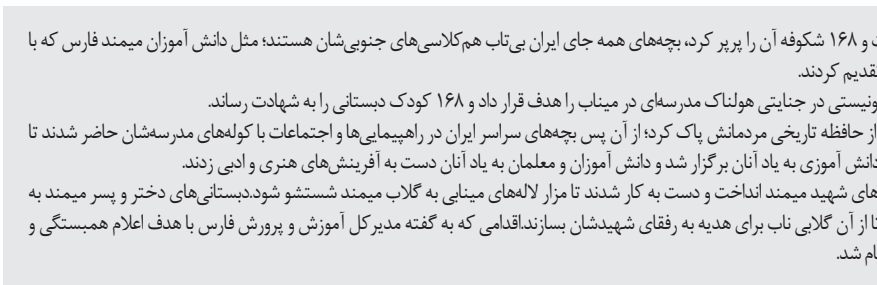 و ۱۶۸ شکوفه آن را پرپر کرد، بچه‌های همه جای ایران بی‌تاب هم‌کلاسی‌های جنوبی‌شان هستند؛ مثل دانش آموزان میمند فارس که با
تقدیم کردند.
در جنایتی هولناک مدرسه‌ای در میناب را هدف قرار داد و ۱۶۸ کودک دبستانی را به شهادت رساند.
از حافظه تاریخی مردمانش پاک کرد؛ از آن پس بچه‌های سراسر ایران در راهپیمایی‌ها و اجتماعات با کوله‌های مدرسه‌شان حاضر شدند تا
دانش آموزی به یاد آنان برگزار شد و دانش آموزان و معلمان به یاد آنان دست به آفرینش‌های هنری و ادبی زدند.
های شهید میمند انداخت و دست به کار شدند تا مزار لاله‌های مینابی به گلاب میمند شستشو شود.دبستانی‌های دختر و پسر میمند به
تا از آن گلابی ناب برای هدیه به رفقای شهیدشان بسازند.اقدامی که به گفته مدیرکل آموزش و پرورش فارس با هدف اعلام همبستگی و
شد.